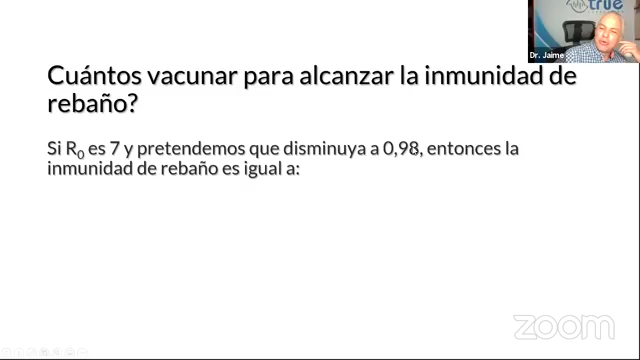 true
Dr. Jaime
Cuántos vacunar para alcanzar la inmunidad de
rebaño?
Si R0 es 7 y pretendemos que disminuya a 0,98, entonces la
inmunidad de rebaño es igual a:
zoom